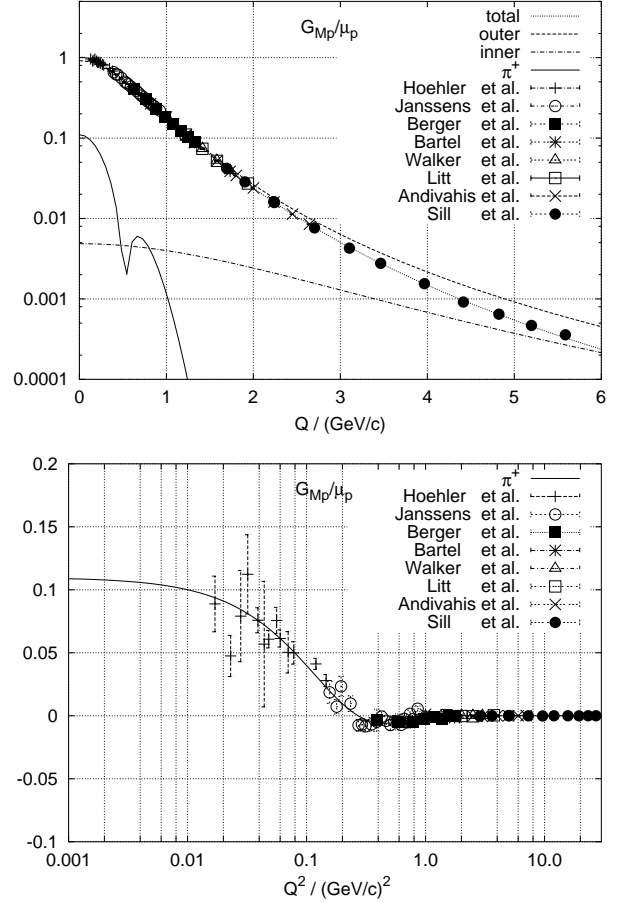 G_Mp/μ_p
total
outer
inner
π⁺
Hoehler et al.
Janssens et al.
Berger et al.
Bartel et al.
Walker et al.
Litt et al.
Andivahis et al.
Sill et al.
1
0.1
0.01
0.001
0.0001
0 1 2 3 4 5 6
Q / (GeV/c)
G_Mp/μ_p
π⁺
Hoehler et al.
Janssens et al.
Berger et al.
Bartel et al.
Walker et al.
Litt et al.
Andivahis et al.
Sill et al.
0.2
0.15
0.1
0.05
0
-0.05
-0.1
0.001 0.01 0.1 1.0 10.0
Q² / (GeV/c)²